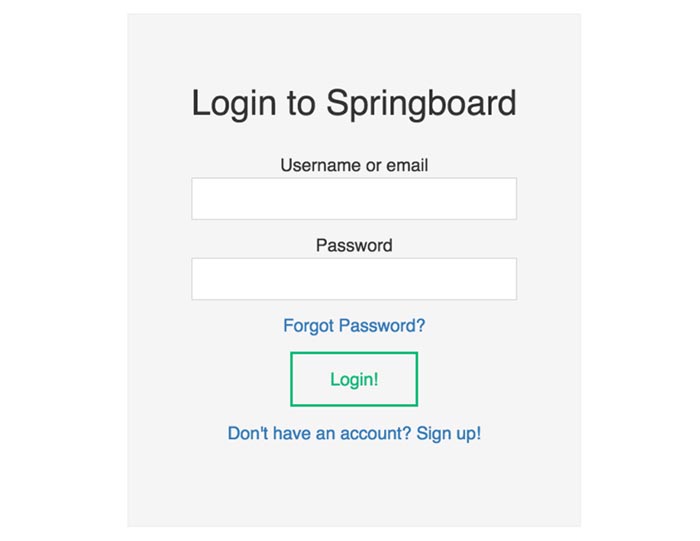 Login to Springboard
Username or email
Password
Forgot Password?
Login!
Don't have an account? Sign up!